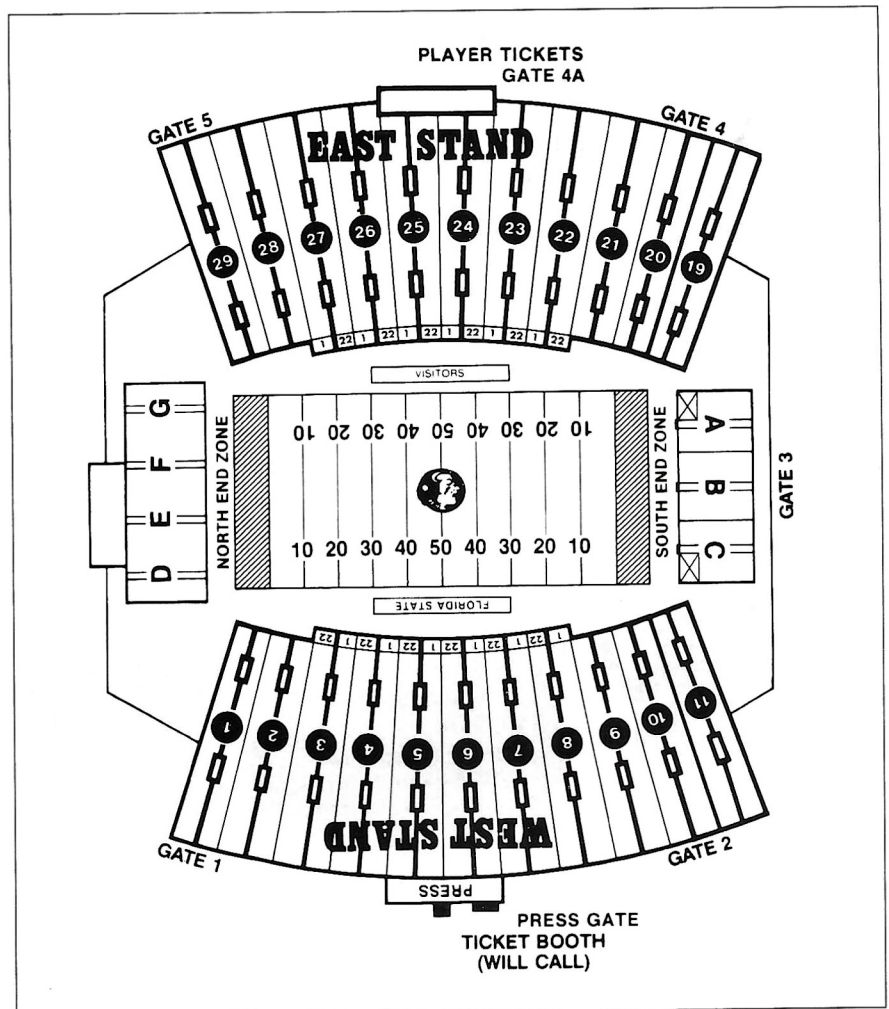 PLAYER TICKETS
GATE 4A
GATE 5
GATE 4
EAST STAND
29 28 27 26 25 24 23 22 21 20 19
1 22 1 22 1 22 1 22 1 22 1 22
VISITORS
G F E D
NORTH END ZONE
10 20 30 40 50 40 30 20 10
10 20 30 40 50 40 30 20 10
SOUTH END ZONE
A B C
GATE 3
FLORIDA STATE
22 1 22 1 22 1 22 1 22 1 22 1
1 2 3 4 5 6 7 8 9 10 11
WEST STAND
GATE 1
GATE 2
PRESS
PRESS GATE
TICKET BOOTH
(WILL CALL)